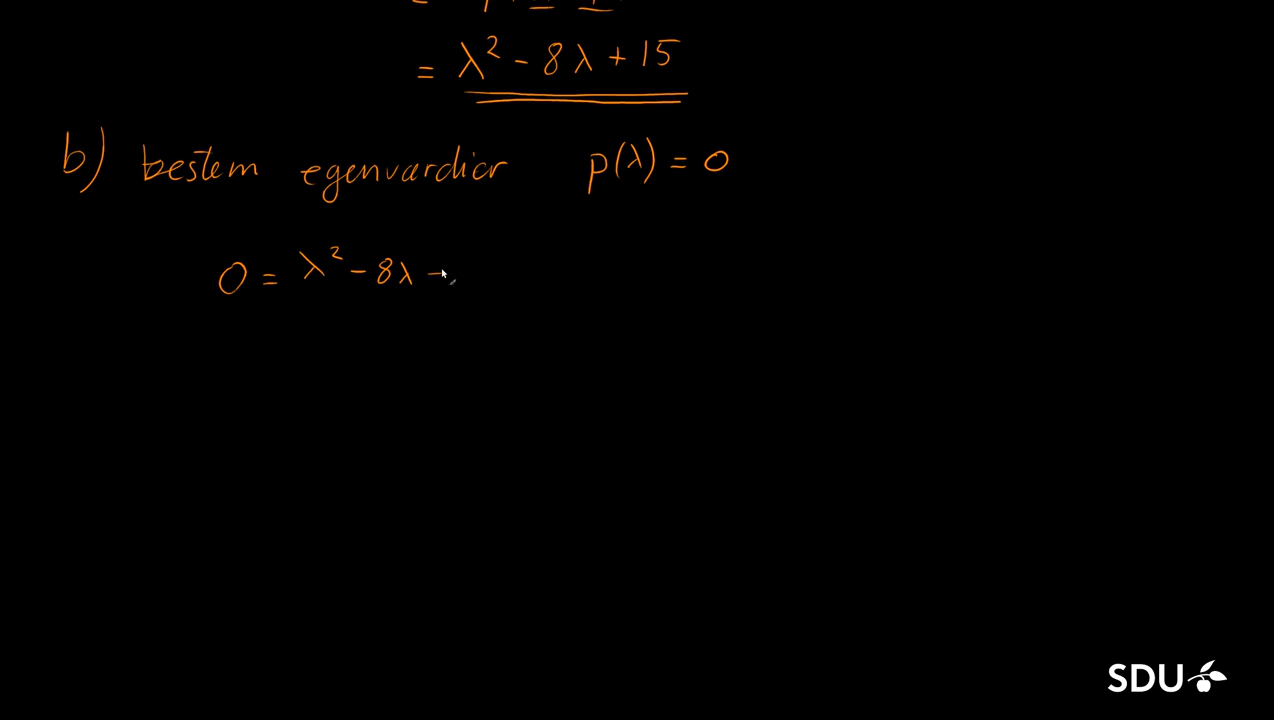 = λ² - 8λ + 15
b) bestem egenværdier p(λ) = 0
0 = λ² - 8λ -
SDU